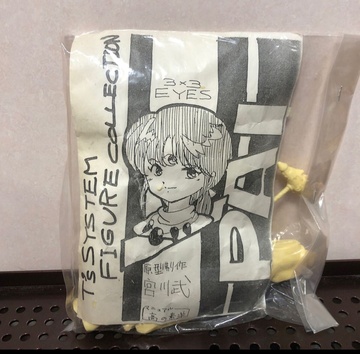 T's SYSTEM
FIGURE COLLECTION
3×3
EYES
PAI
原型制作
宮川武